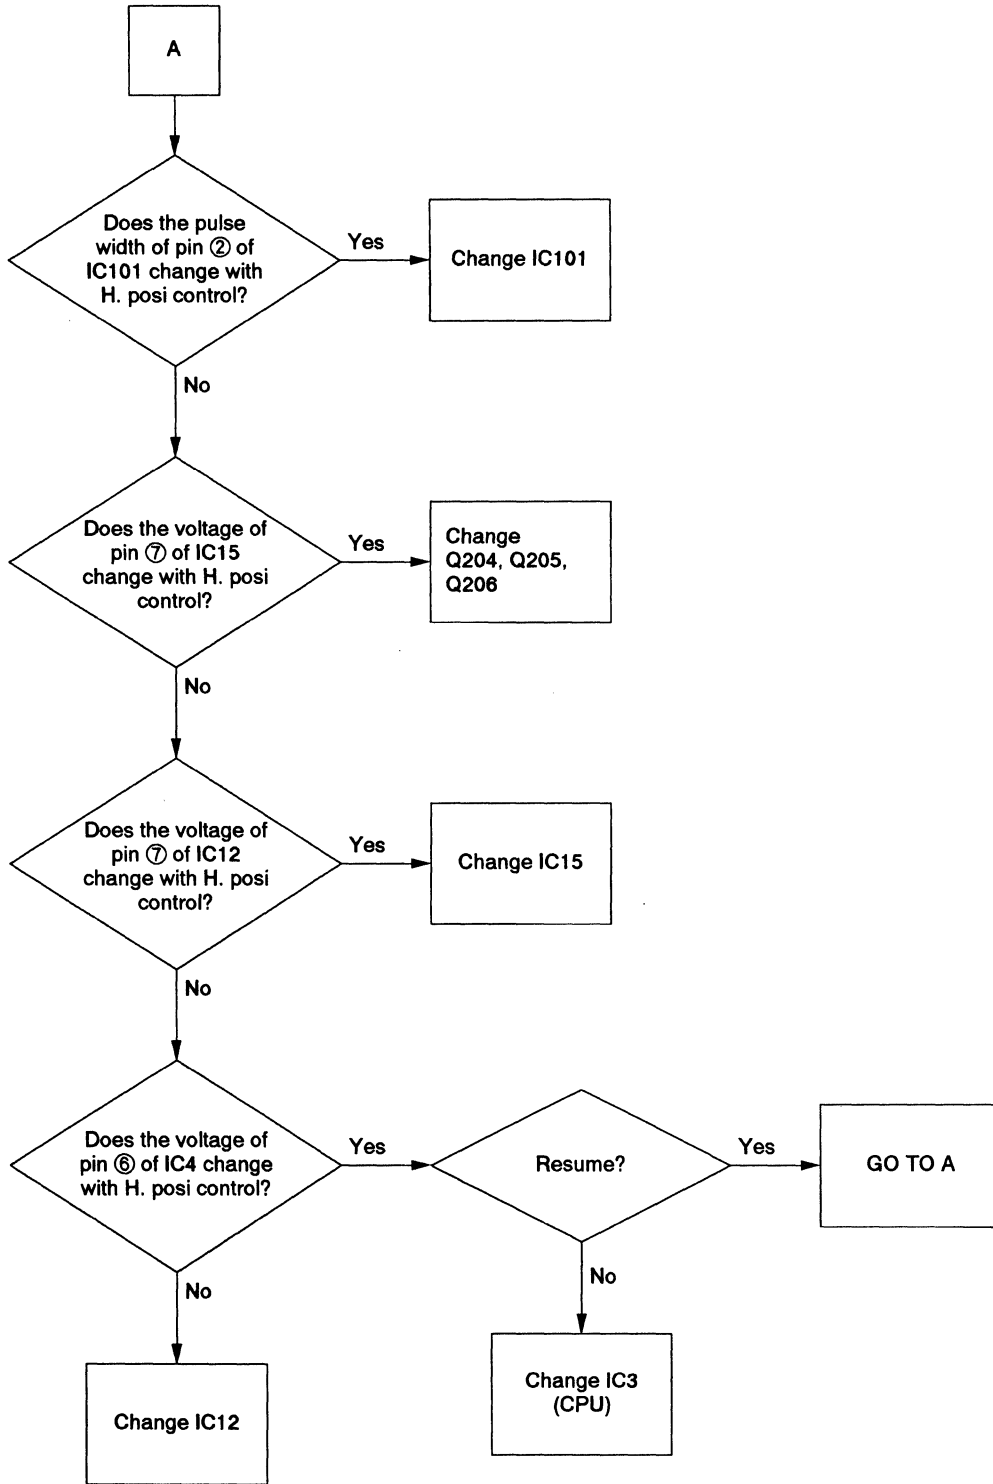 A
Does the pulse
width of pin ② of
IC101 change with
H. posi control?
Yes
Change IC101
No
Does the voltage of
pin ⑦ of IC15
change with H. posi
control?
Yes
Change
Q204, Q205,
Q206
No
Does the voltage of
pin ⑦ of IC12
change with H. posi
control?
Yes
Change IC15
No
Does the voltage of
pin ⑥ of IC4 change
with H. posi control?
Yes
Resume?
Yes
GO TO A
No
Change IC12
No
Change IC3
(CPU)